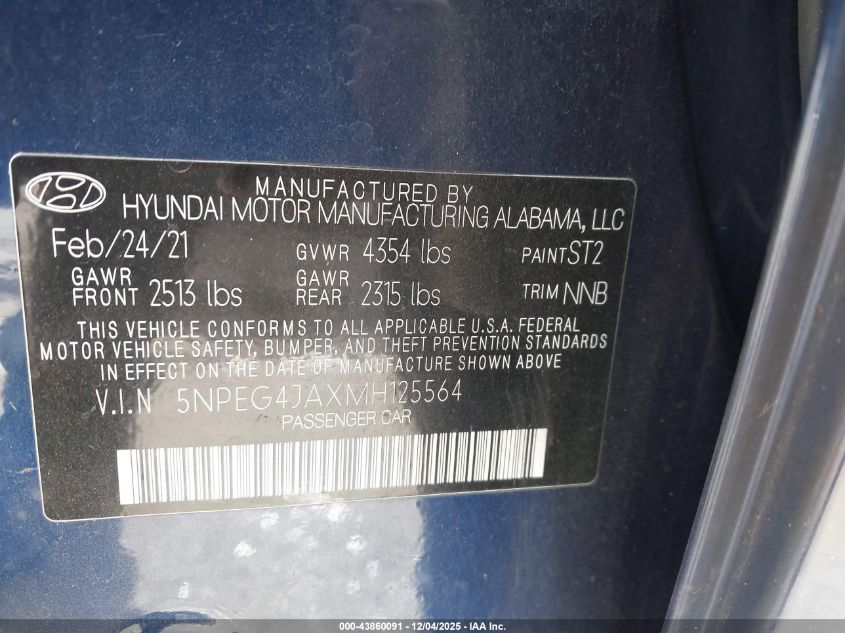 MANUFACTURED BY
HYUNDAI MOTOR MANUFACTURING ALABAMA, LLC
Feb/24/21 GVWR 4354 lbs PAINT ST2
GAWR FRONT 2513 lbs GAWR REAR 2315 lbs TRIM NNB
THIS VEHICLE CONFORMS TO ALL APPLICABLE U.S.A. FEDERAL
MOTOR VEHICLE SAFETY, BUMPER, AND THEFT PREVENTION STANDARDS
IN EFFECT ON THE DATE OF MANUFACTURE SHOWN ABOVE
V.I.N 5NPEG4JAXMH125564
PASSENGER CAR
000-43860091 - 12/04/2025 - IAA Inc.